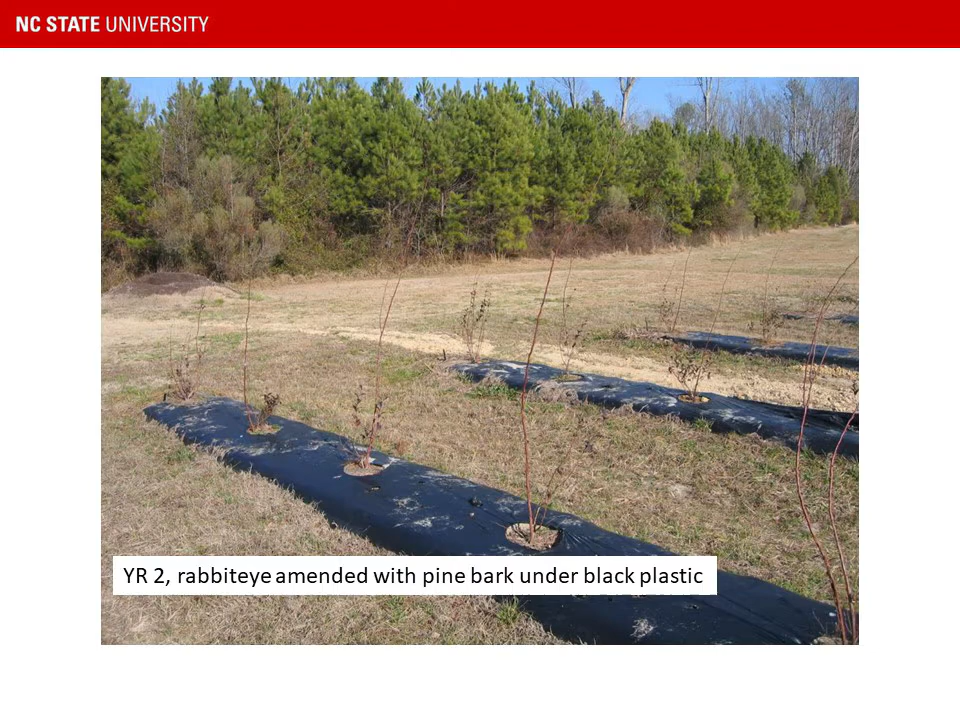 NC STATE UNIVERSITY
YR 2, rabbiteye amended with pine bark under black plastic